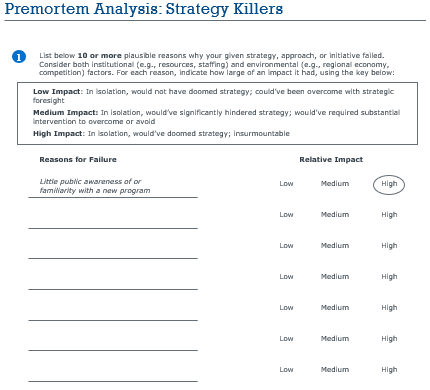 Premortem Analysis: Strategy Killers
1
List below 10 or more plausible reasons why your given strategy, approach, or initiative failed.
Consider both institutional (e.g., resources, staffing) and environmental (e.g., regional economy,
competition) factors. For each reason, indicate how large of an impact it had, using the key below:
Low Impact: In isolation, would not have doomed strategy; could've been overcome with strategic
foresight
Medium Impact: In isolation, would've significantly hindered strategy; would've required substantial
intervention to overcome or avoid
High Impact: In isolation, would've doomed strategy; insurmountable
Reasons for Failure Relative Impact
Little public awareness of or
familiarity with a new program
Low Medium High
Low Medium High
Low Medium High
Low Medium High
Low Medium High
Low Medium High
Low Medium High